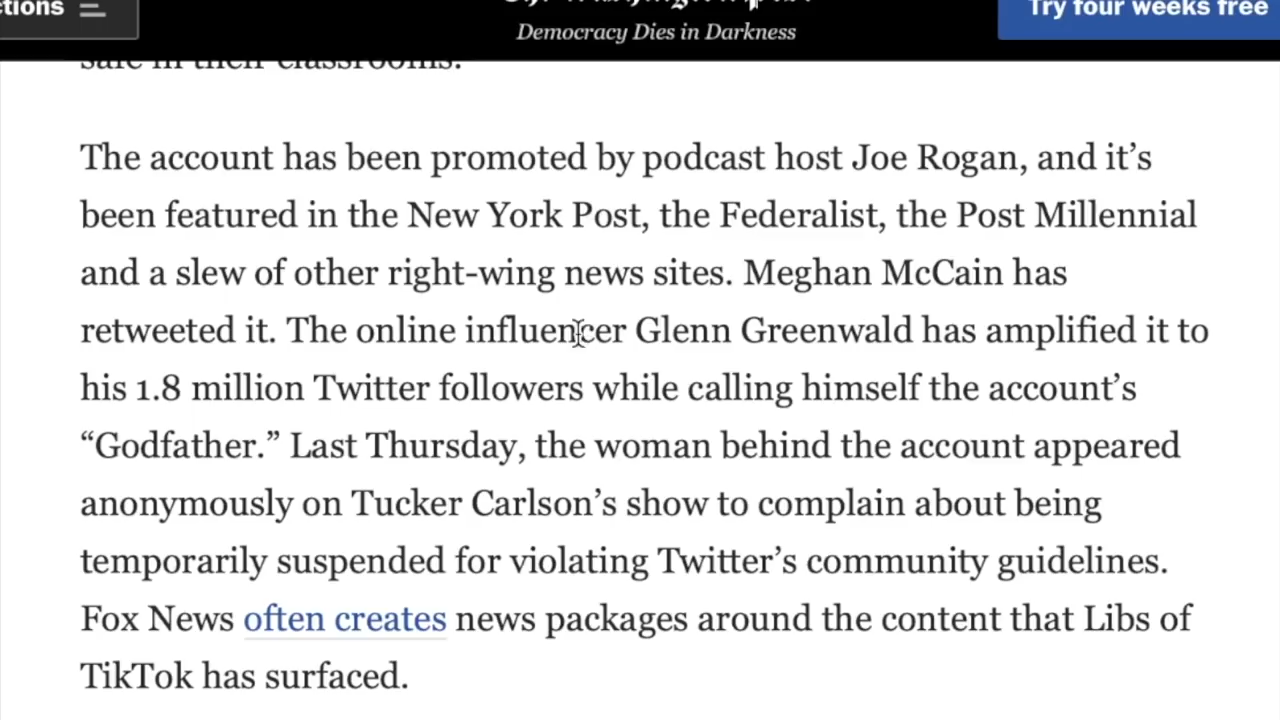 ctions
Democracy Dies in Darkness
Try four weeks free
safe in their classrooms.
The account has been promoted by podcast host Joe Rogan, and it’s
been featured in the New York Post, the Federalist, the Post Millennial
and a slew of other right-wing news sites. Meghan McCain has
retweeted it. The online influencer Glenn Greenwald has amplified it to
his 1.8 million Twitter followers while calling himself the account’s
“Godfather.” Last Thursday, the woman behind the account appeared
anonymously on Tucker Carlson’s show to complain about being
temporarily suspended for violating Twitter’s community guidelines.
Fox News often creates news packages around the content that Libs of
TikTok has surfaced.